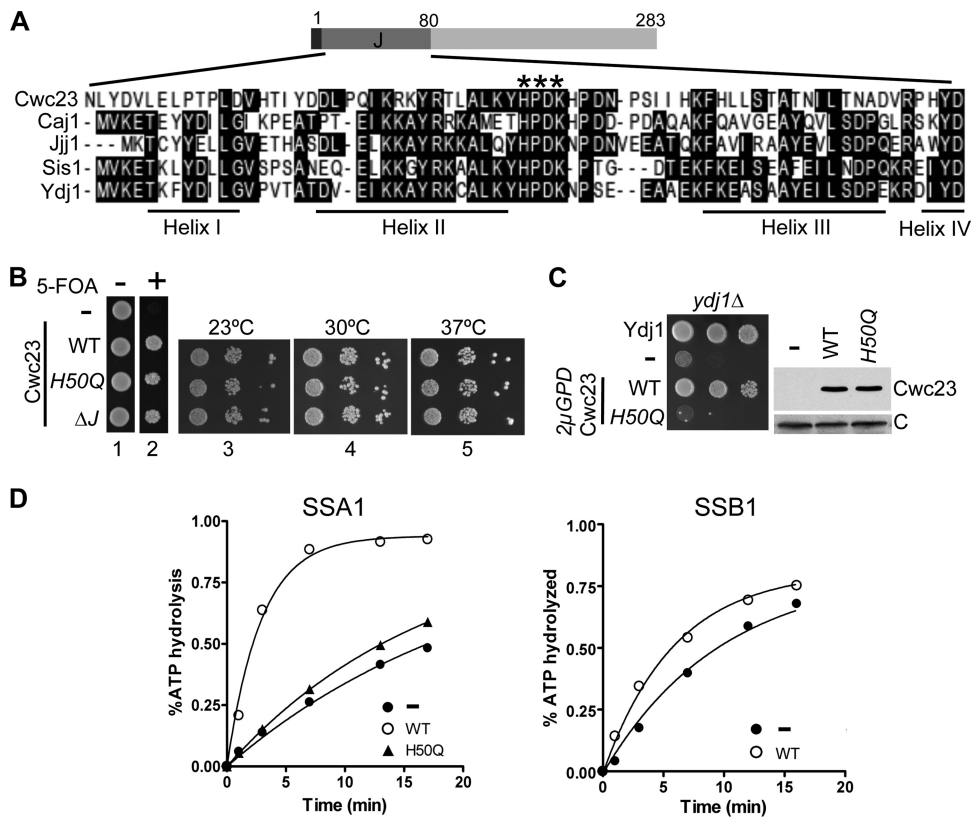 A
1 80 283
J
***
Cwc23 NLYDVLELPTPLDVHTIYDDLPQIKRKYRTLALKYHPDKHPDN-PSIIHKFHLLSTATNILTNADVRPHYD
Caj1 -MVKETEYYDILGIKPEATPT-EIKKAYRRKAMETHPDKHPDD-PDAQAKFQAVGEAYQVLSDPGLRSKYD
Jjj1 ---MKTCYYELLGVETHASDL-ELKKAYRKKALQYHPDKNPDNVEEATQKFAVIRAAYEVLSDPQERAWYD
Sis1 -MVKETKLYDLLGVSPSANEQ-ELKKGYRKAALKYHPDK-PTG--DTEKFKEISEAFEILNDPQKREIYD
Ydj1 -MVKETKFYDILGVPVTATDV-EIKKAYRKCALKYHPDKNPSE--EAAEKFKEASAAYEILSDPEKRDIYD
Helix I Helix II Helix III Helix IV
B
5-FOA - +
-
Cwc23
WT
H50Q
ΔJ
23ºC 30ºC 37ºC
1 2 3 4 5
C
ydj1Δ
Ydj1
-
2µGPD
Cwc23
WT
H50Q
- WT H50Q
Cwc23
C
D
SSA1
%ATP hydrolysis
1.00
0.75
0.50
0.25
0.00
0 5 10 15 20
Time (min)
-
WT
H50Q
SSB1
% ATP hydrolyzed
1.00
0.75
0.50
0.25
0.00
0 5 10 15 20
Time (min)
-
WT